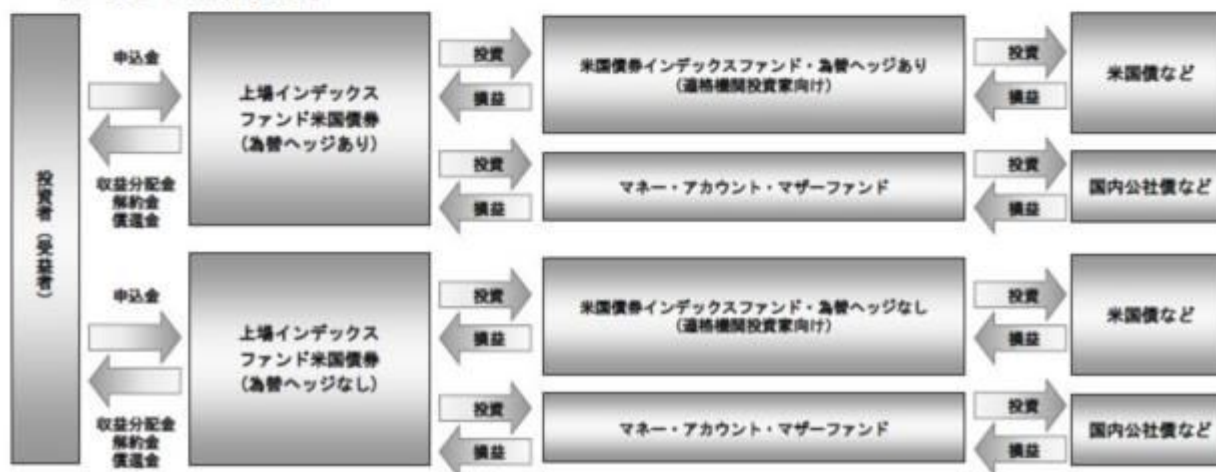 投資者（受益者）
申込金
収益分配金
解約金
償還金
上場インデックス
ファンド米国債券
（為替ヘッジあり）
投資
損益
米国債券インデックスファンド・為替ヘッジあり
（適格機関投資家向け）
投資
損益
米国債など
投資
損益
マネー・アカウント・マザーファンド
投資
損益
国内公社債など
申込金
収益分配金
解約金
償還金
上場インデックス
ファンド米国債券
（為替ヘッジなし）
投資
損益
米国債券インデックスファンド・為替ヘッジなし
（適格機関投資家向け）
投資
損益
米国債など
投資
損益
マネー・アカウント・マザーファンド
投資
損益
国内公社債など